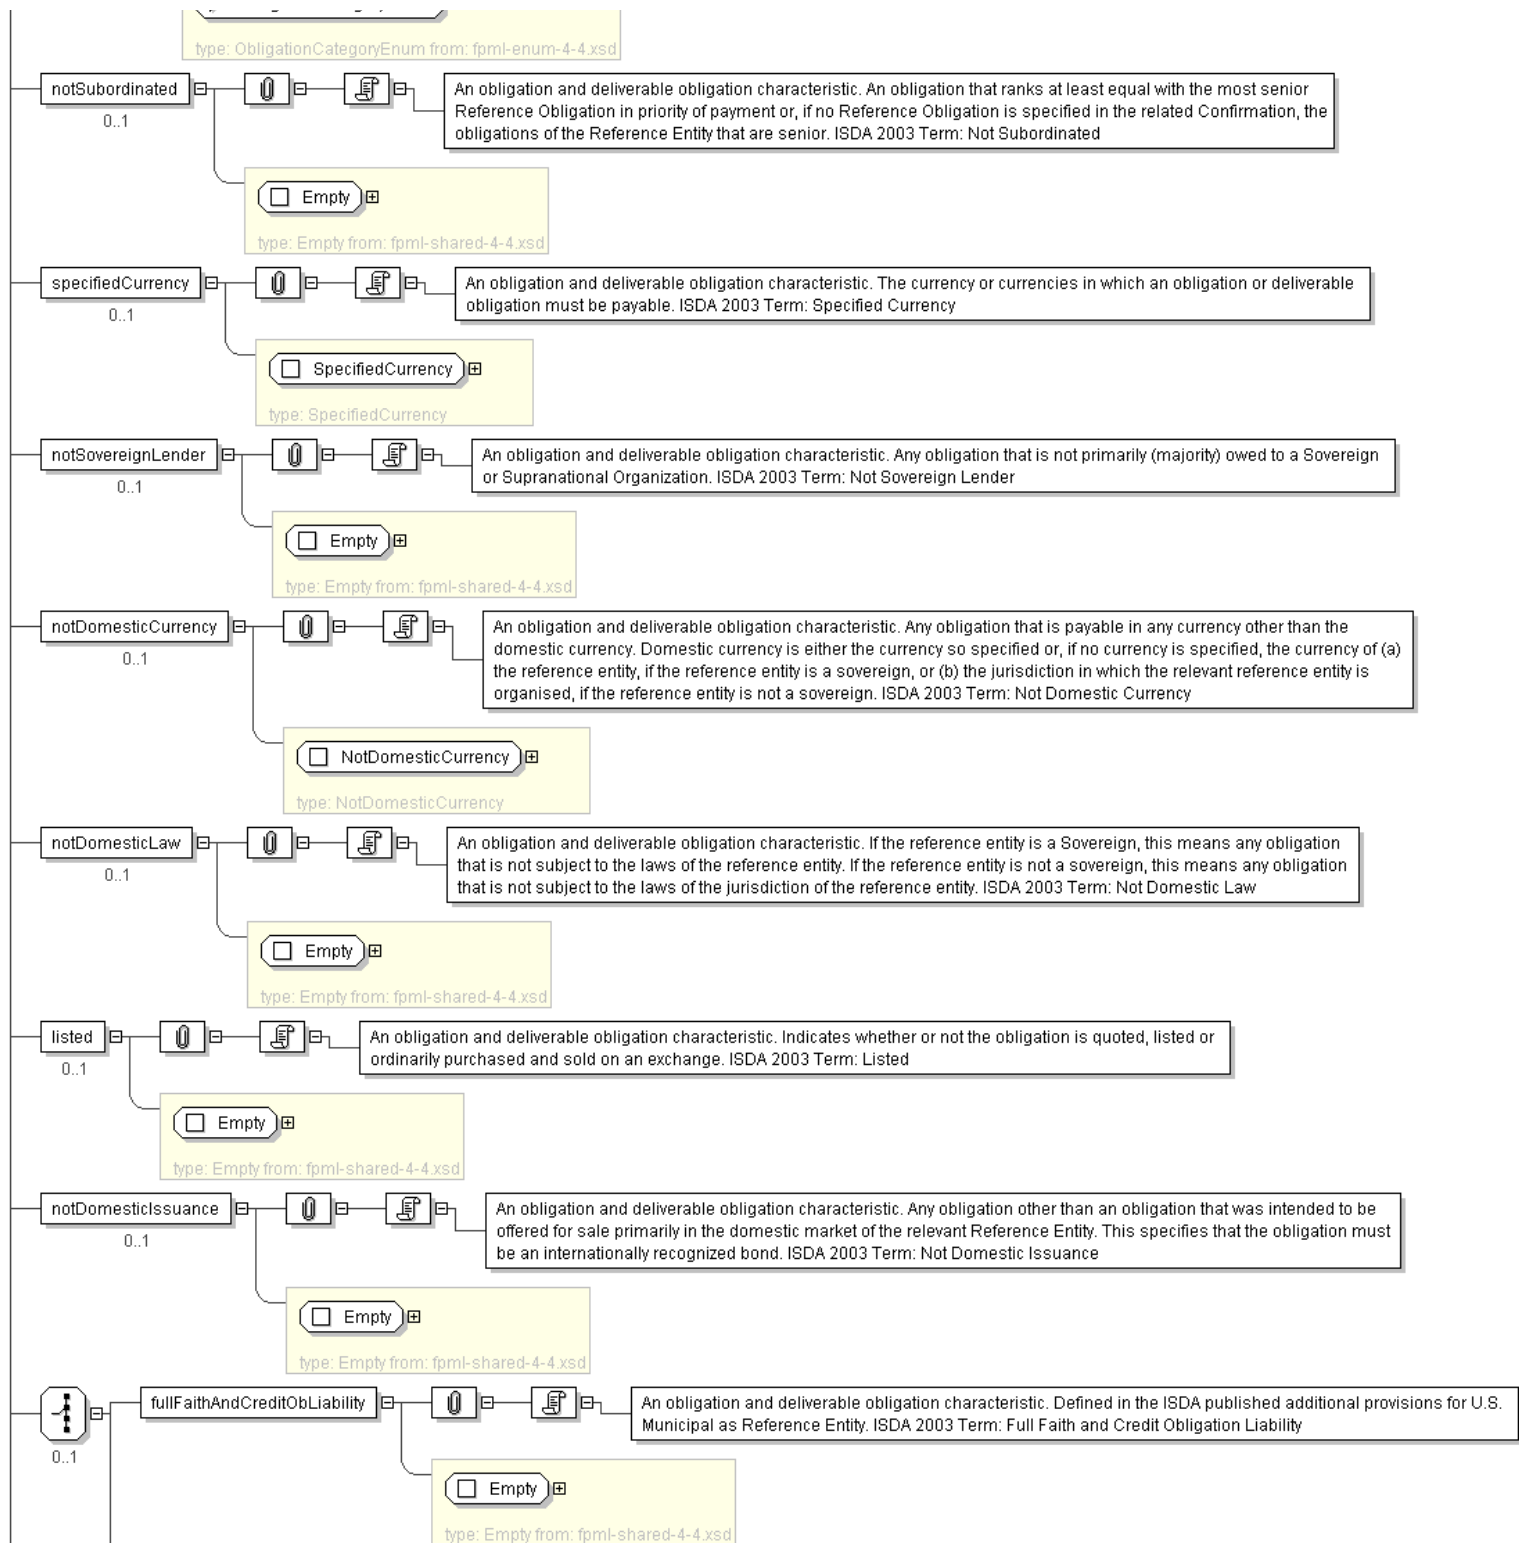 type: ObligationCategoryEnum from: fpml-enum-4-4.xsd
notSubordinated
0..1
An obligation and deliverable obligation characteristic. An obligation that ranks at least equal with the most senior
Reference Obligation in priority of payment or, if no Reference Obligation is specified in the related Confirmation, the
obligations of the Reference Entity that are senior. ISDA 2003 Term: Not Subordinated
Empty
type: Empty from: fpml-shared-4-4.xsd
specifiedCurrency
0..1
An obligation and deliverable obligation characteristic. The currency or currencies in which an obligation or deliverable
obligation must be payable. ISDA 2003 Term: Specified Currency
SpecifiedCurrency
type: SpecifiedCurrency
notSovereignLender
0..1
An obligation and deliverable obligation characteristic. Any obligation that is not primarily (majority) owed to a Sovereign
or Supranational Organization. ISDA 2003 Term: Not Sovereign Lender
Empty
type: Empty from: fpml-shared-4-4.xsd
notDomesticCurrency
0..1
An obligation and deliverable obligation characteristic. Any obligation that is payable in any currency other than the
domestic currency. Domestic currency is either the currency so specified or, if no currency is specified, the currency of (a)
the reference entity, if the reference entity is a sovereign, or (b) the jurisdiction in which the relevant reference entity is
organised, if the reference entity is not a sovereign. ISDA 2003 Term: Not Domestic Currency
NotDomesticCurrency
type: NotDomesticCurrency
notDomesticLaw
0..1
An obligation and deliverable obligation characteristic. If the reference entity is a Sovereign, this means any obligation
that is not subject to the laws of the reference entity. If the reference entity is not a sovereign, this means any obligation
that is not subject to the laws of the jurisdiction of the reference entity. ISDA 2003 Term: Not Domestic Law
Empty
type: Empty from: fpml-shared-4-4.xsd
listed
0..1
An obligation and deliverable obligation characteristic. Indicates whether or not the obligation is quoted, listed or
ordinarily purchased and sold on an exchange. ISDA 2003 Term: Listed
Empty
type: Empty from: fpml-shared-4-4.xsd
notDomesticIssuance
0..1
An obligation and deliverable obligation characteristic. Any obligation other than an obligation that was intended to be
offered for sale primarily in the domestic market of the relevant Reference Entity. This specifies that the obligation must
be an internationally recognized bond. ISDA 2003 Term: Not Domestic Issuance
Empty
type: Empty from: fpml-shared-4-4.xsd
0..1
fullFaithAndCreditObLiability
An obligation and deliverable obligation characteristic. Defined in the ISDA published additional provisions for U.S.
Municipal as Reference Entity. ISDA 2003 Term: Full Faith and Credit Obligation Liability
Empty
type: Empty from: fpml-shared-4-4.xsd